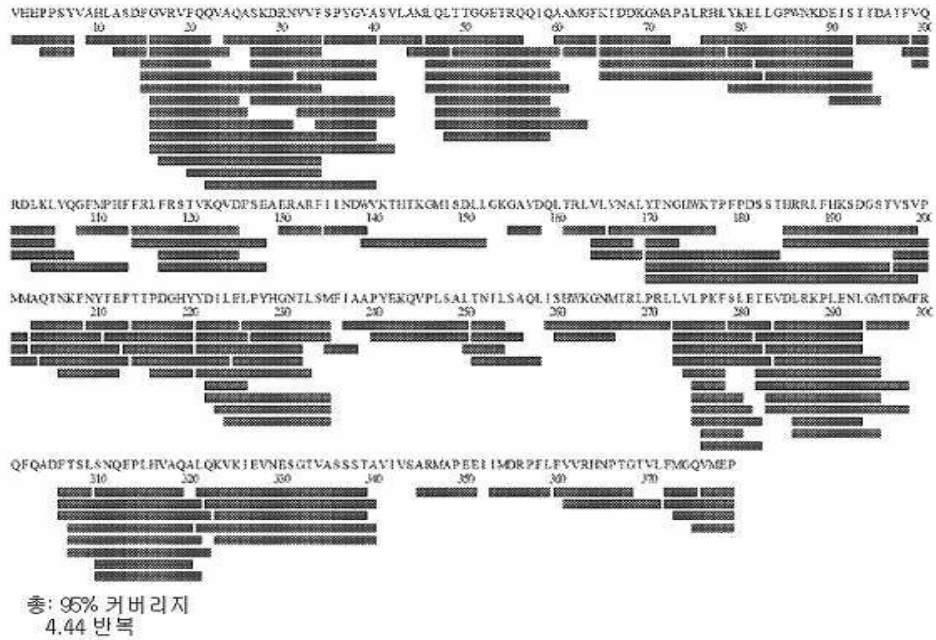 VHHPPSYVAHLASDFGVRVFQQVAQASKDRNVVFSPYGVASVLAMLQLTTGGETRQQIQAAMGFKIDDKGMAPALRHLYKELLGPWNKDEISTTDAIFVQ
10 20 30 40 50 60 70 80 90 100
RDLKLVQGFMPHFFRLFRSTVKQVDFSEAERARFIINDWVKTHTKGMISDLLGKGAVDQLTRLVLVNALYFNGHWKTPFPDSSTHRRLFHKSDGSTVSVP
110 120 130 140 150 160 170 180 190 200
MMAQTNKFNYTEFTTPDGHYYDILELPYHGNTLSMFIAAPYEKQVPLSALTNILSAQLISHWKGNMTRLPRLLVLPKFSLETEVDLRKPLENLGMTDMFR
210 220 230 240 250 260 270 280 290 300
QFQADFTSLSNQEPLHVAQALQKVKIEVNESGTVASSSTAVIVSARMAPEEIIMDRPFLFVVRHNPTGTVLFMGQVMEP
310 320 330 340 350 360 370
총: 95% 커버리지
4.44 반복